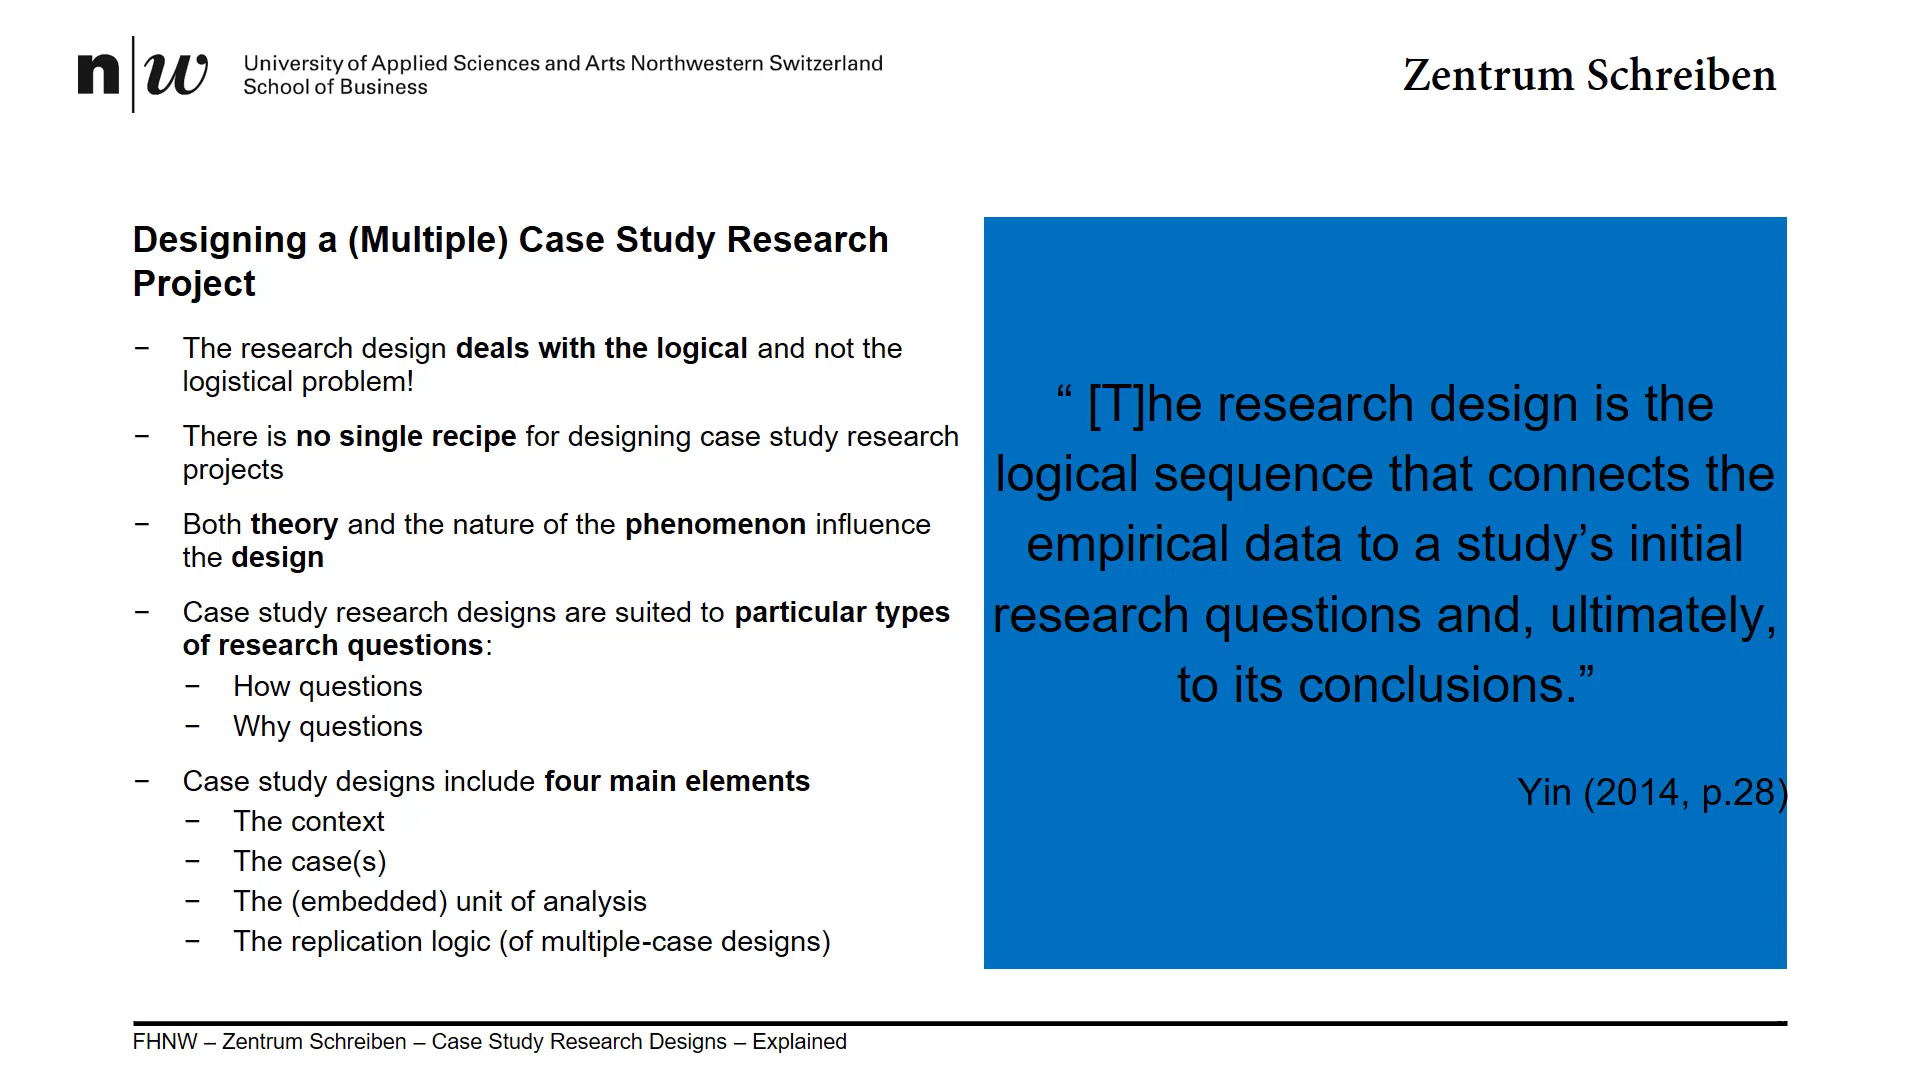 n|w University of Applied Sciences and Arts Northwestern Switzerland
School of Business
Zentrum Schreiben
Designing a (Multiple) Case Study Research
Project
− The research design deals with the logical and not the
logistical problem!
− There is no single recipe for designing case study research
projects
− Both theory and the nature of the phenomenon influence
the design
− Case study research designs are suited to particular types
of research questions:
− How questions
− Why questions
− Case study designs include four main elements
− The context
− The case(s)
− The (embedded) unit of analysis
− The replication logic (of multiple-case designs)
“ [T]he research design is the
logical sequence that connects the
empirical data to a study’s initial
research questions and, ultimately,
to its conclusions.”
Yin (2014, p.28)
FHNW – Zentrum Schreiben – Case Study Research Designs – Explained